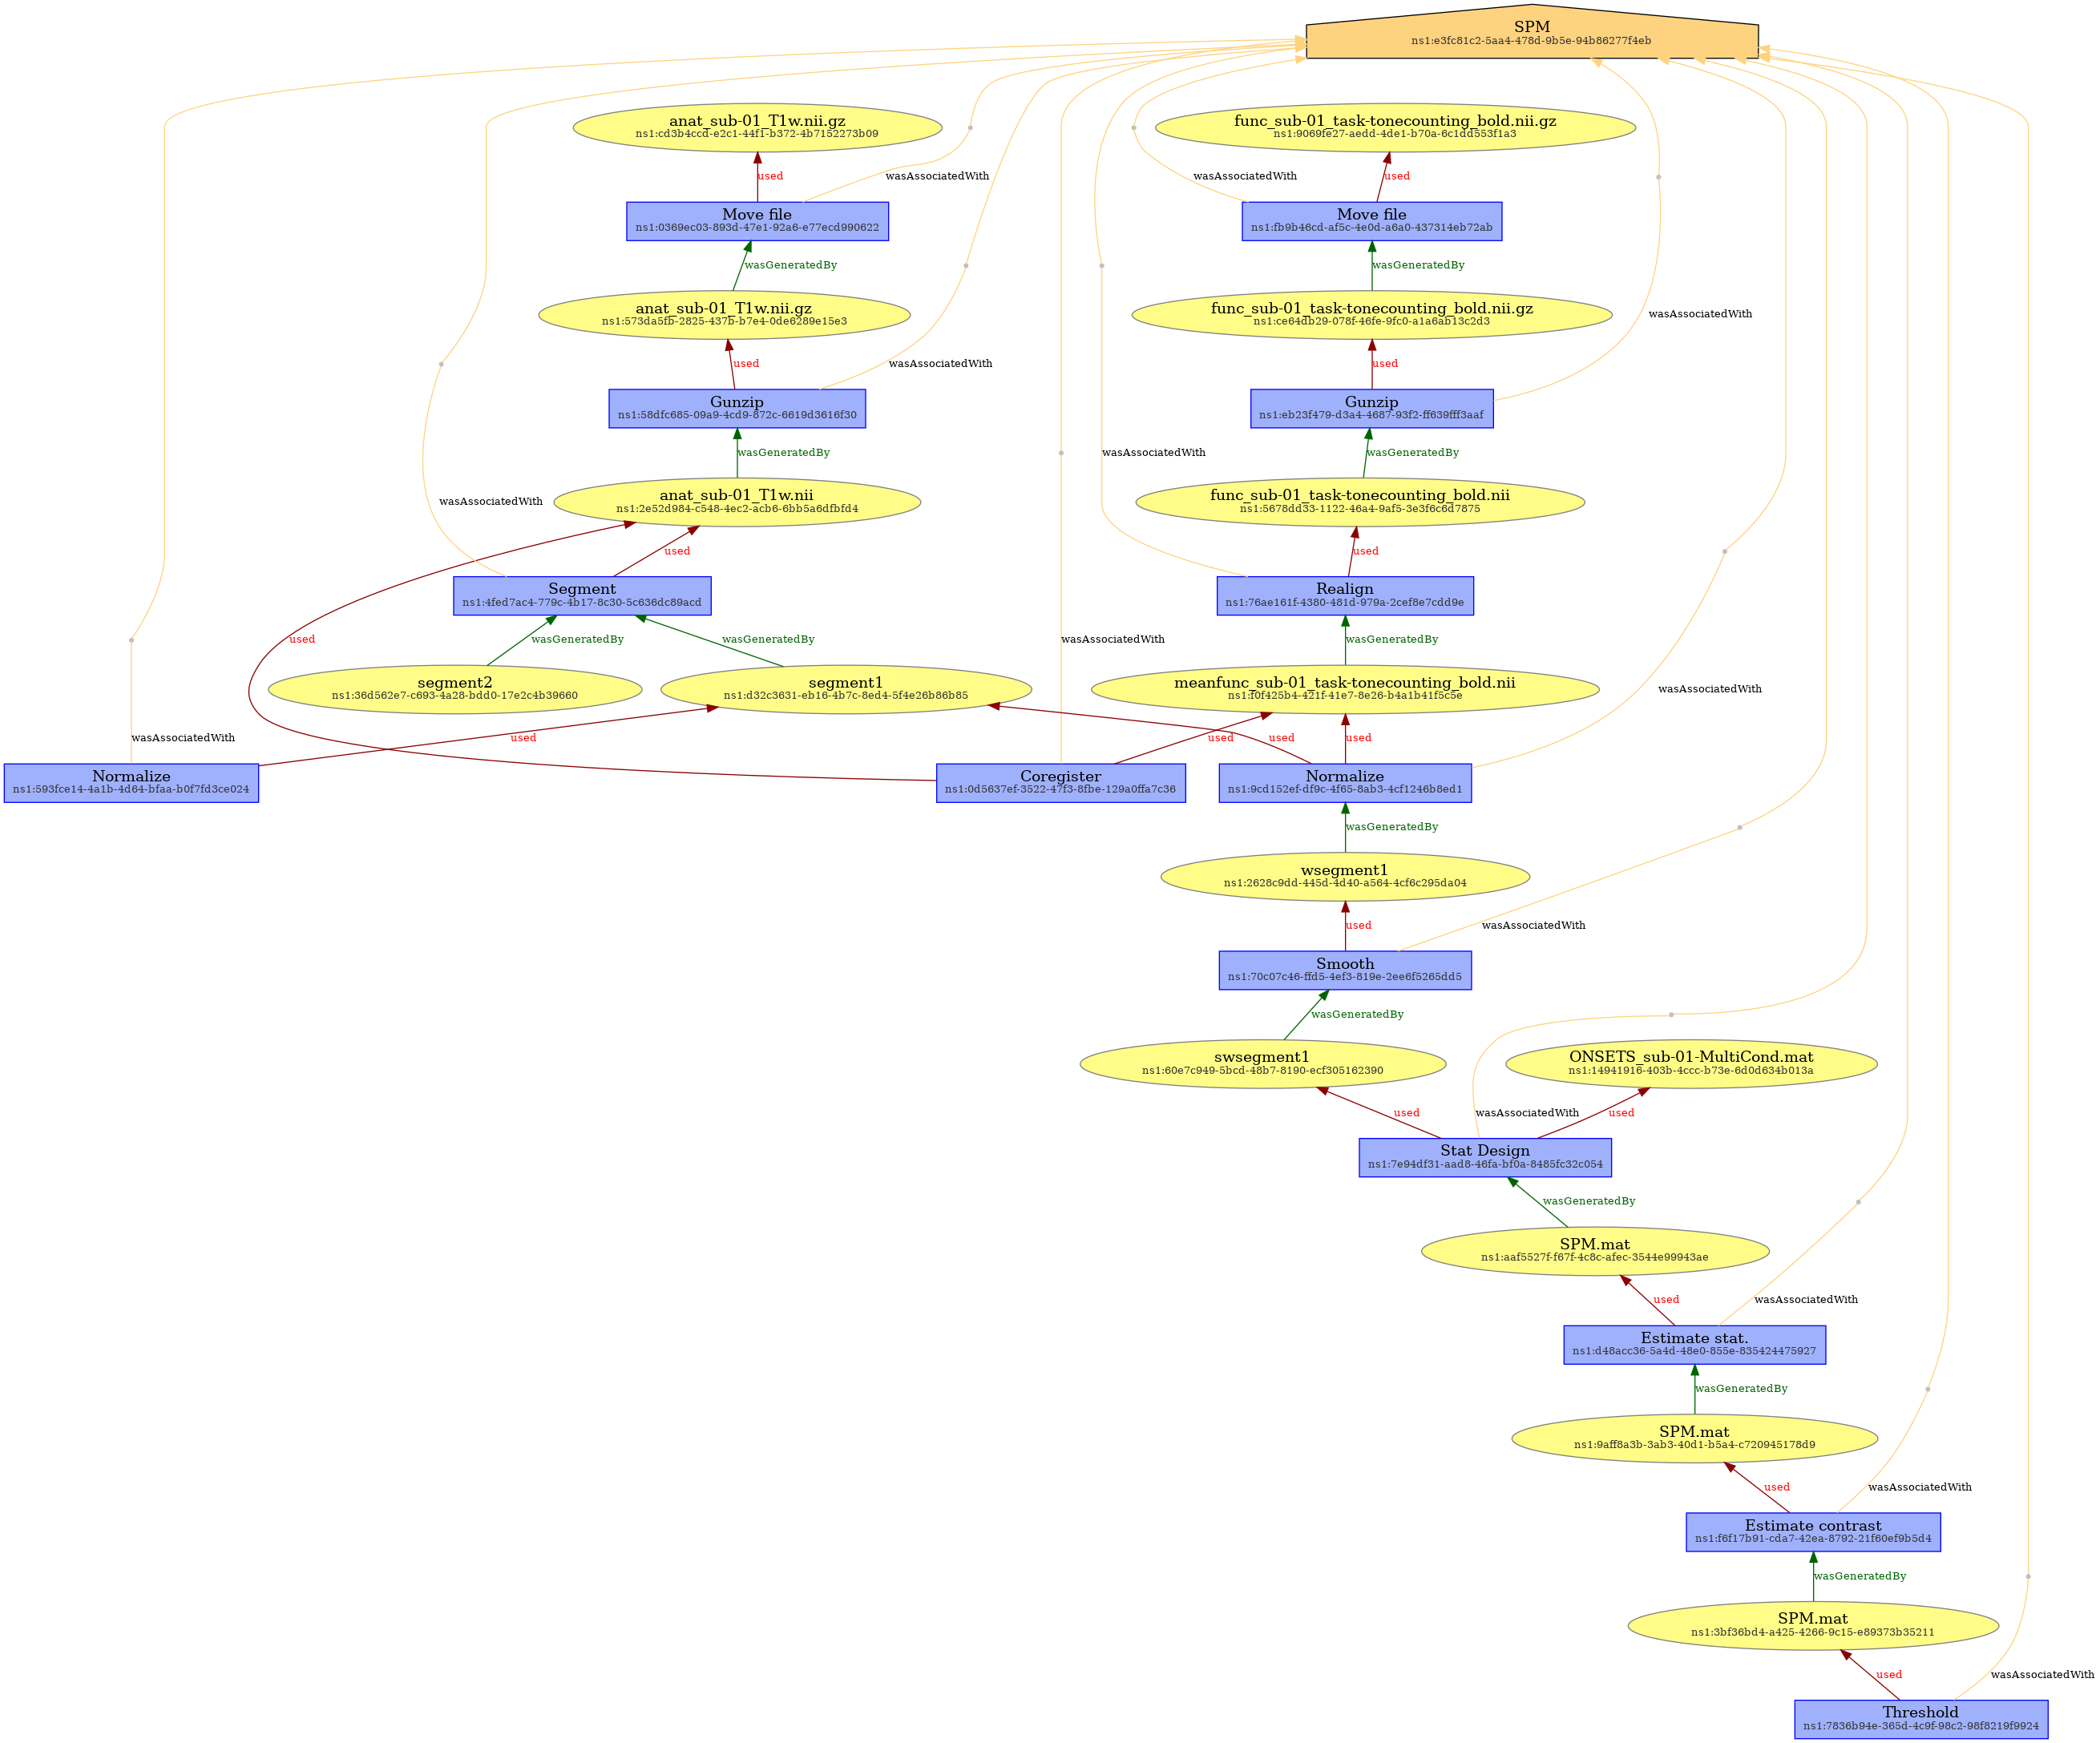 SPM
ns1:e3fc81c2-5aa4-478d-9b5e-94b86277f4eb
anat_sub-01_T1w.nii.gz
ns1:cd3b4ccd-e2c1-44f1-b372-4b7152273b09
func_sub-01_task-tonecounting_bold.nii.gz
ns1:9069fe27-aedd-4de1-b70a-6c1dd553f1a3
used
wasAssociatedWith
wasAssociatedWith
used
Move file
ns1:0369ec03-893d-47e1-92a6-e77ecd990622
Move file
ns1:fb9b46cd-af5c-4e0d-a6a0-437314eb72ab
wasGeneratedBy
wasGeneratedBy
anat_sub-01_T1w.nii.gz
ns1:573da5fb-2825-437b-b7e4-0de6289e15e3
func_sub-01_task-tonecounting_bold.nii.gz
ns1:ce64db29-078f-46fe-9fc0-a1a6ab13c2d3
wasAssociatedWith
used
wasAssociatedWith
used
Gunzip
ns1:58dfc685-09a9-4cd9-872c-6619d3616f30
Gunzip
ns1:eb23f479-d3a4-4687-93f2-ff639fff3aaf
wasGeneratedBy
wasAssociatedWith
wasGeneratedBy
wasAssociatedWith
anat_sub-01_T1w.nii
ns1:2e52d984-c548-4ec2-acb6-6bb5a6dfbfd4
func_sub-01_task-tonecounting_bold.nii
ns1:5678dd33-1122-46a4-9af5-3e3f6c6d7875
used
used
Segment
ns1:4fed7ac4-779c-4b17-8c30-5c636dc89acd
Realign
ns1:76ae161f-4380-481d-979a-2cef8e7cdd9e
used
wasGeneratedBy
wasGeneratedBy
wasAssociatedWith
wasGeneratedBy
segment2
ns1:36d562e7-c693-4a28-bdd0-17e2c4b39660
segment1
ns1:d32c3631-eb16-4b7c-8ed4-5f4e26b86b85
meanfunc_sub-01_task-tonecounting_bold.nii
ns1:f0f425b4-421f-41e7-8e26-b4a1b41f5c5e
wasAssociatedWith
wasAssociatedWith
used
used
used
used
Normalize
ns1:593fce14-4a1b-4d64-bfaa-b0f7fd3ce024
Coregister
ns1:0d5637ef-3522-47f3-8fbe-129a0ffa7c36
Normalize
ns1:9cd152ef-df9c-4f65-8ab3-4cf1246b8ed1
wasGeneratedBy
wsegment1
ns1:2628c9dd-445d-4d40-a564-4cf6c295da04
used
wasAssociatedWith
Smooth
ns1:70c07c46-ffd5-4ef3-819e-2ee6f5265dd5
wasGeneratedBy
swsegment1
ns1:60e7c949-5bcd-48b7-8190-ecf305162390
ONSETS_sub-01-MultiCond.mat
ns1:14941916-403b-4ccc-b73e-6d0d634b013a
used
wasAssociatedWith
used
Stat Design
ns1:7e94df31-aad8-46fa-bf0a-8485fc32c054
wasGeneratedBy
SPM.mat
ns1:aaf5527f-f67f-4c8c-afec-3544e99943ae
used
wasAssociatedWith
Estimate stat.
ns1:d48acc36-5a4d-48e0-855e-835424475927
wasGeneratedBy
SPM.mat
ns1:9aff8a3b-3ab3-40d1-b5a4-c720945178d9
used
wasAssociatedWith
Estimate contrast
ns1:f6f17b91-cda7-42ea-8792-21f60ef9b5d4
wasGeneratedBy
SPM.mat
ns1:3bf36bd4-a425-4266-9c15-e89373b35211
used
wasAssociatedWith
Threshold
ns1:7836b94e-365d-4c9f-98c2-98f8219f9924